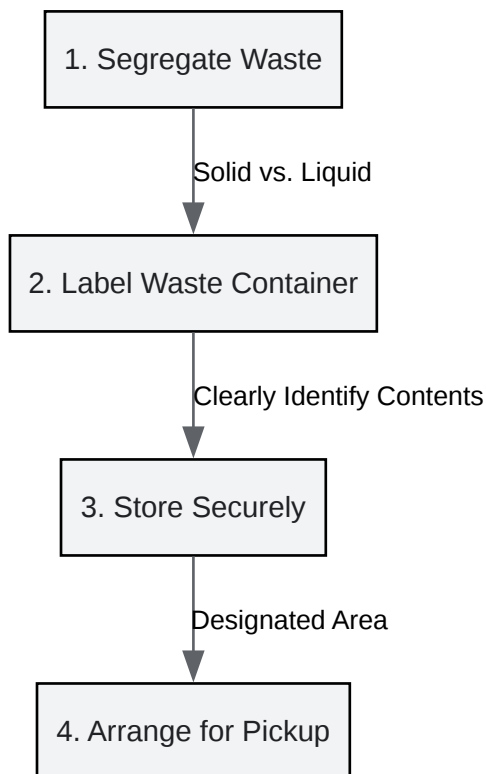 1. Segregate Waste
Solid vs. Liquid
2. Label Waste Container
Clearly Identify Contents
3. Store Securely
Designated Area
4. Arrange for Pickup